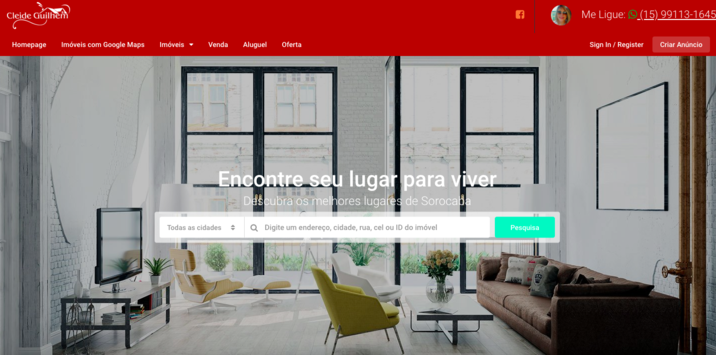 Cleide Guilhem
Me Ligue: (15) 99113-1645
Homepage Imóveis com Google Maps Imóveis Venda Aluguel Oferta Sign In / Register Criar Anúncio
Encontre seu lugar para viver
Descubra os melhores lugares de Sorocaba
Todas as cidades Digite um endereço, cidade, rua, cel ou ID do imóvel Pesquisa